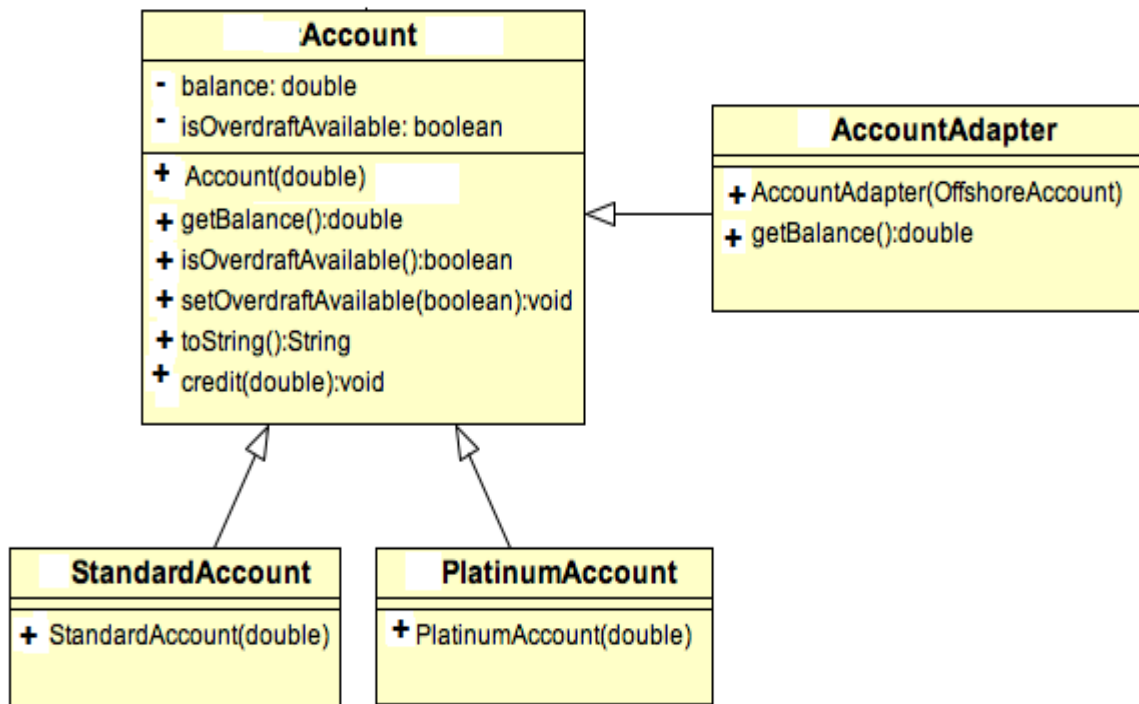 Account
- balance: double
- isOverdraftAvailable: boolean
+ Account(double)
+ getBalance():double
+ isOverdraftAvailable():boolean
+ setOverdraftAvailable(boolean):void
+ toString():String
+ credit(double):void
AccountAdapter
+ AccountAdapter(OffshoreAccount)
+ getBalance():double
StandardAccount
+ StandardAccount(double)
PlatinumAccount
+ PlatinumAccount(double)